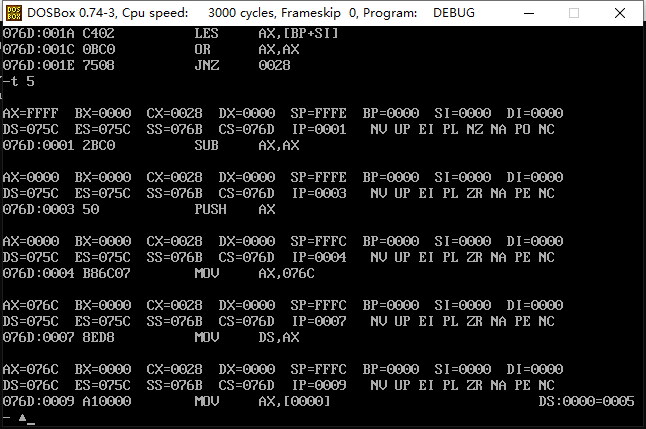 DOS BOX DOSBox 0.74-3, Cpu speed: 3000 cycles, Frameskip 0, Program: DEBUG
076D:001A C402 LES AX,[BP+SI]
076D:001C 0BC0 OR AX,AX
076D:001E 7508 JNZ 0028
-t 5
AX=FFFF BX=0000 CX=0028 DX=0000 SP=FFFE BP=0000 SI=0000 DI=0000
DS=075C ES=075C SS=076B CS=076D IP=0001 NV UP EI PL NZ NA PO NC
076D:0001 2BC0 SUB AX,AX
AX=0000 BX=0000 CX=0028 DX=0000 SP=FFFE BP=0000 SI=0000 DI=0000
DS=075C ES=075C SS=076B CS=076D IP=0003 NV UP EI PL ZR NA PE NC
076D:0003 50 PUSH AX
AX=0000 BX=0000 CX=0028 DX=0000 SP=FFFC BP=0000 SI=0000 DI=0000
DS=075C ES=075C SS=076B CS=076D IP=0004 NV UP EI PL ZR NA PE NC
076D:0004 B86C07 MOV AX,076C
AX=076C BX=0000 CX=0028 DX=0000 SP=FFFC BP=0000 SI=0000 DI=0000
DS=075C ES=075C SS=076B CS=076D IP=0007 NV UP EI PL ZR NA PE NC
076D:0007 8ED8 MOV DS,AX
AX=076C BX=0000 CX=0028 DX=0000 SP=FFFC BP=0000 SI=0000 DI=0000
DS=076C ES=075C SS=076B CS=076D IP=0009 NV UP EI PL ZR NA PE NC
076D:0009 A10000 MOV AX,[0000] DS:0000=0005
- ▲_